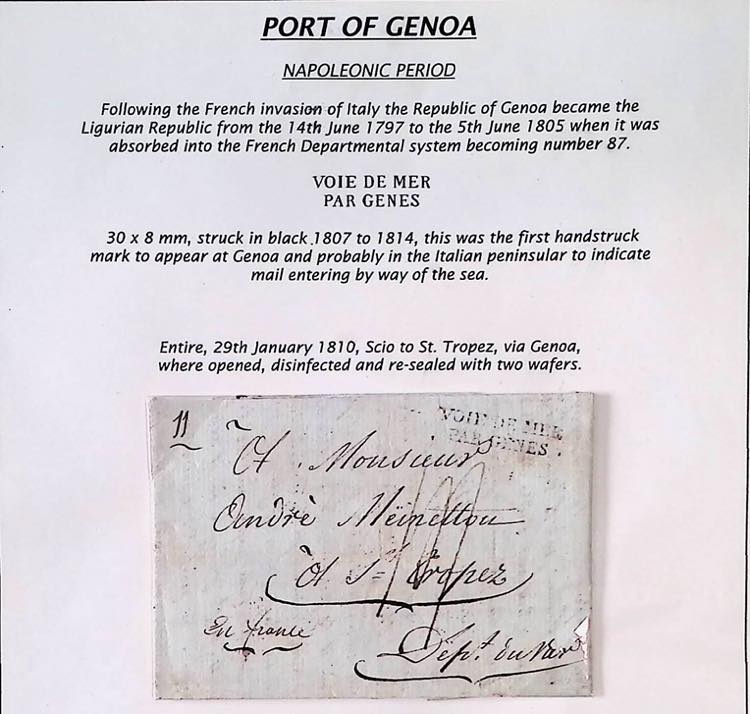 PORT OF GENOA
NAPOLEONIC PERIOD
Following the French invasion of Italy the Republic of Genoa became the
Ligurian Republic from the 14th June 1797 to the 5th June 1805 when it was
absorbed into the French Departmental system becoming number 87.
VOIE DE MER
PAR GENES
30 x 8 mm, struck in black 1807 to 1814, this was the first handstruck
mark to appear at Genoa and probably in the Italian peninsular to indicate
mail entering by way of the sea.
Entire, 29th January 1810, Scio to St. Tropez, via Genoa,
where opened, disinfected and re-sealed with two wafers.
11
VOIE DE MER
PAR GENES
A Monsieur
André
A St Tropez
En france
Dept. du Var